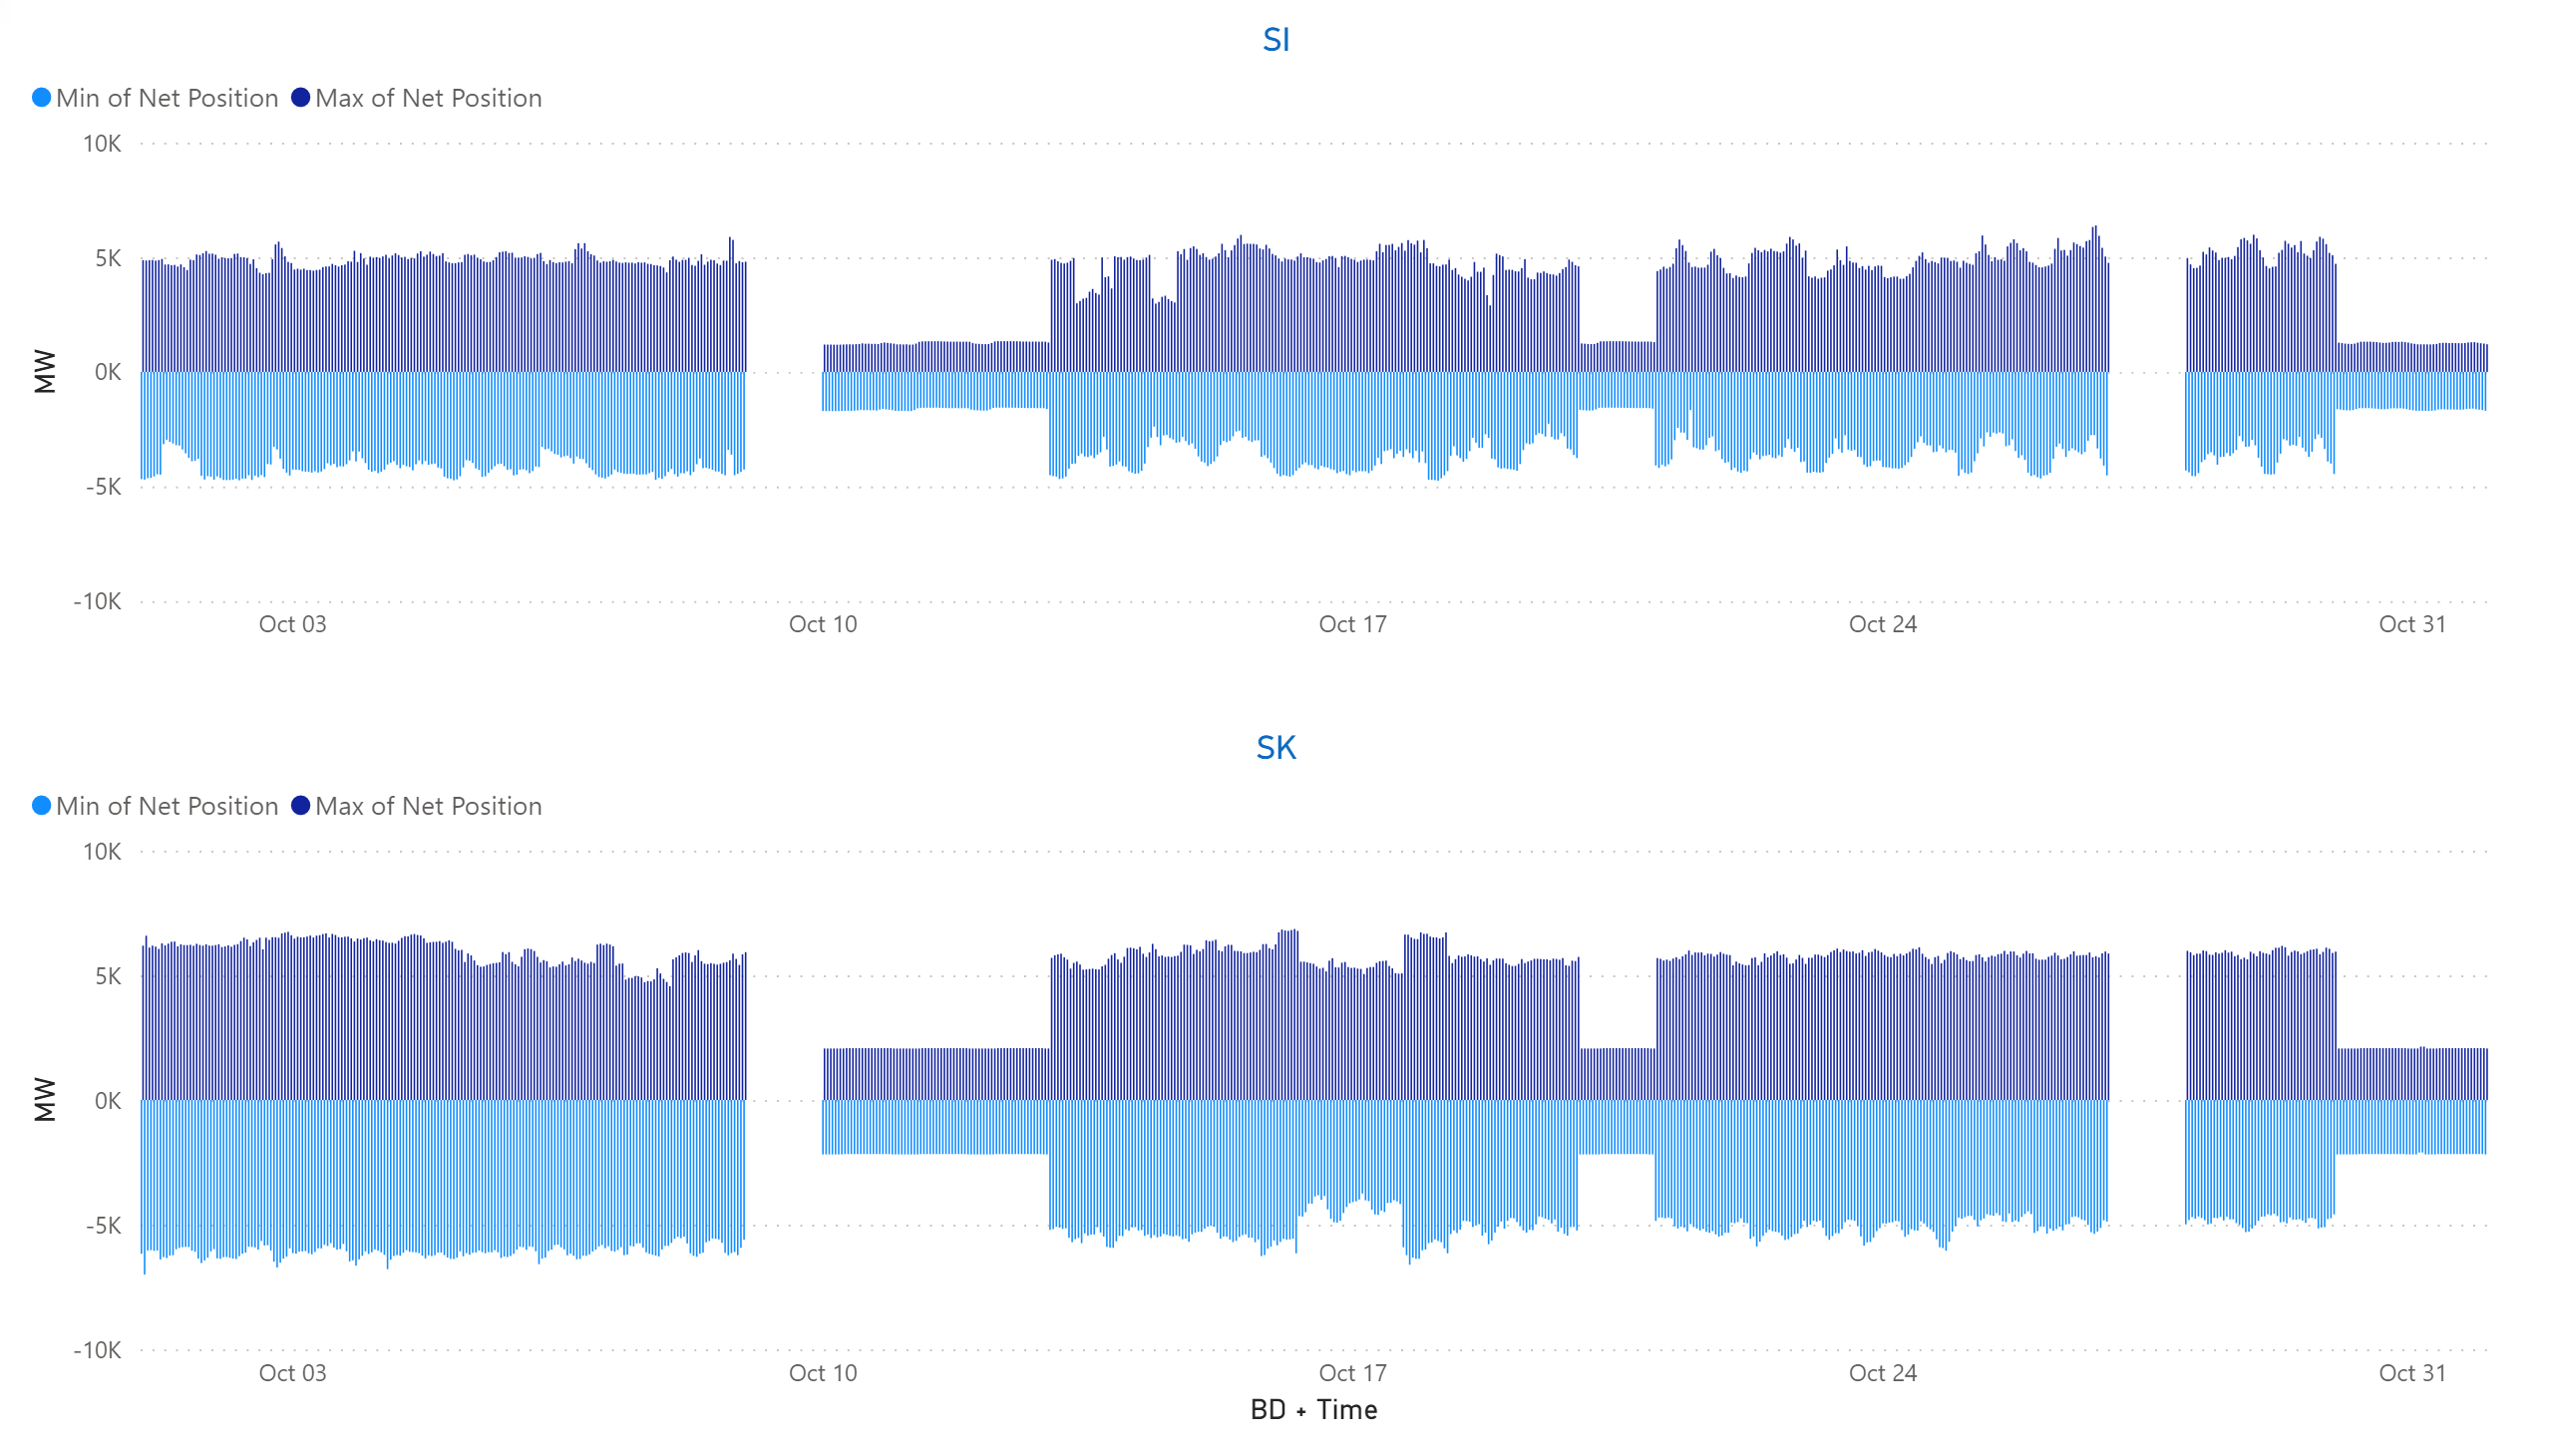 SI
Min of Net Position Max of Net Position
10K
5K
0K
-5K
-10K
MW
Oct 03 Oct 10 Oct 17 Oct 24 Oct 31
SK
Min of Net Position Max of Net Position
10K
5K
0K
-5K
-10K
MW
Oct 03 Oct 10 Oct 17 Oct 24 Oct 31
BD + Time